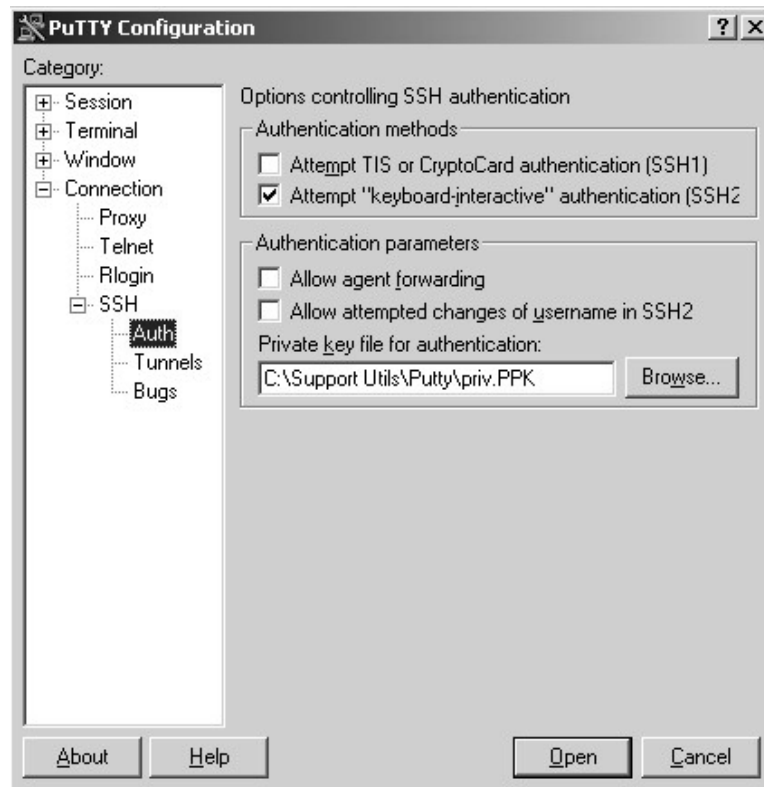 PuTTY Configuration
Category:
Session
Terminal
Window
Connection
Proxy
Telnet
Rlogin
SSH
Auth
Tunnels
Bugs
Options controlling SSH authentication
Authentication methods
Attempt TIS or CryptoCard authentication (SSH1)
Attempt "keyboard-interactive" authentication (SSH2
Authentication parameters
Allow agent forwarding
Allow attempted changes of username in SSH2
Private key file for authentication:
C:\Support Utils\Putty\priv.PPK
Browse...
About
Help
Open
Cancel